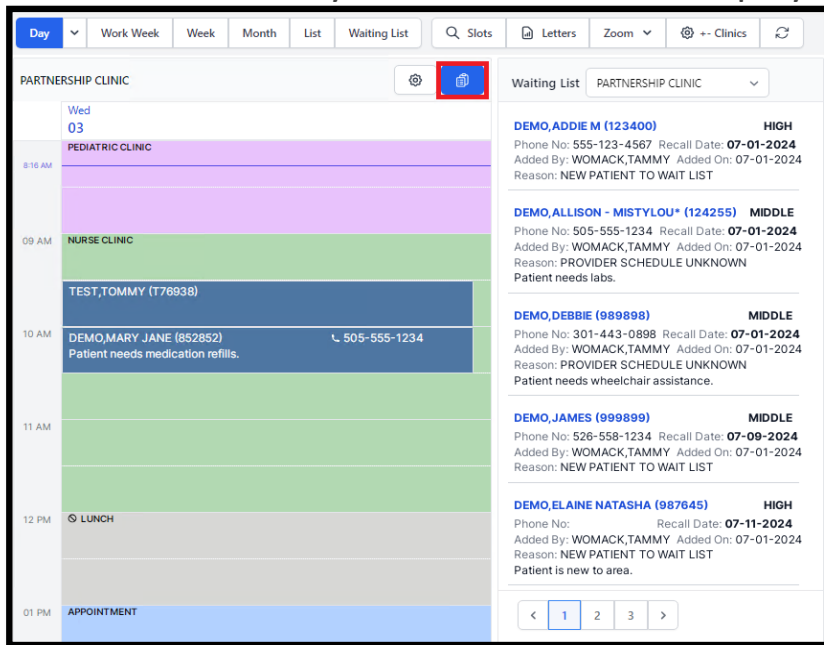 Day Work Week Week Month List Waiting List Slots Letters Zoom +- Clinics
PARTNERSHIP CLINIC
Wed
03
PEDIATRIC CLINIC
8:16 AM
09 AM NURSE CLINIC
TEST,TOMMY (T76938)
10 AM DEMO,MARY JANE (852852) 505-555-1234
Patient needs medication refills.
11 AM
12 PM LUNCH
01 PM APPOINTMENT
Waiting List PARTNERSHIP CLINIC
DEMO,ADDIE M (123400) HIGH
Phone No: 555-123-4567 Recall Date: 07-01-2024
Added By: WOMACK,TAMMY Added On: 07-01-2024
Reason: NEW PATIENT TO WAIT LIST
DEMO,ALLISON - MISTYLOU* (124255) MIDDLE
Phone No: 505-555-1234 Recall Date: 07-01-2024
Added By: WOMACK,TAMMY Added On: 07-01-2024
Reason: PROVIDER SCHEDULE UNKNOWN
Patient needs labs.
DEMO,DEBBIE (989898) MIDDLE
Phone No: 301-443-0898 Recall Date: 07-01-2024
Added By: WOMACK,TAMMY Added On: 07-01-2024
Reason: PROVIDER SCHEDULE UNKNOWN
Patient needs wheelchair assistance.
DEMO,JAMES (999899) MIDDLE
Phone No: 526-558-1234 Recall Date: 07-09-2024
Added By: WOMACK,TAMMY Added On: 07-01-2024
Reason: NEW PATIENT TO WAIT LIST
DEMO,ELAINE NATASHA (987645) HIGH
Phone No: Recall Date: 07-11-2024
Added By: WOMACK,TAMMY Added On: 07-01-2024
Reason: NEW PATIENT TO WAIT LIST
Patient is new to area.
< 1 2 3 >